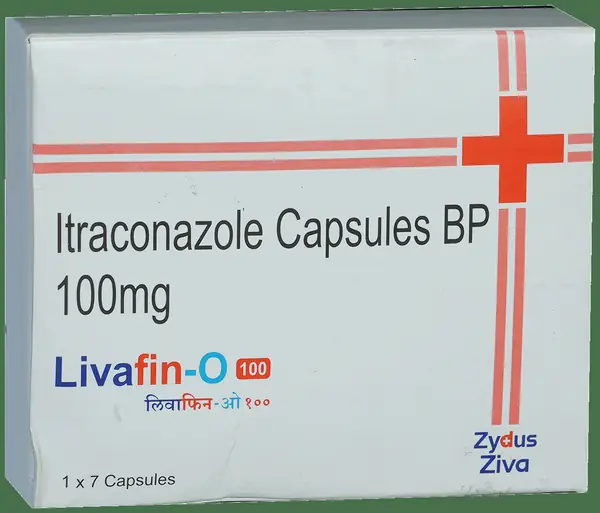 Itraconazole Capsules BP
100mg
Livafin-O 100
लिवाफिन-ओ १००
1 x 7 Capsules
Zydus
Ziva